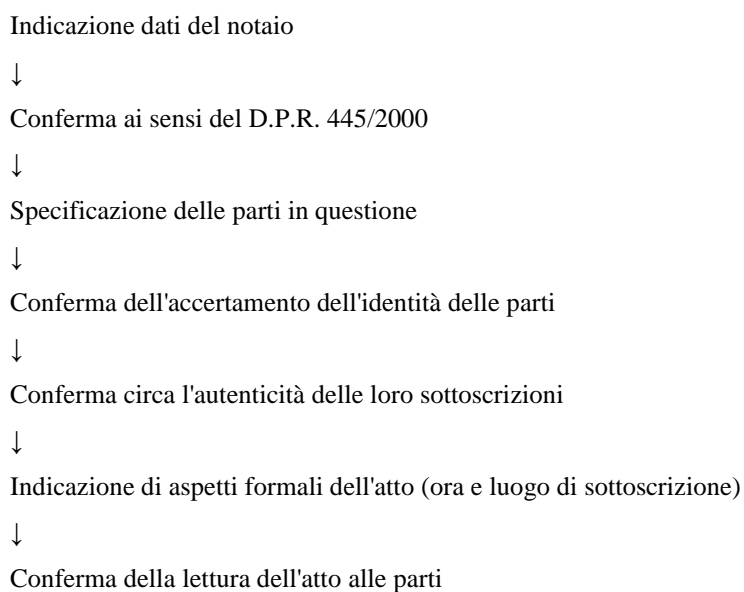 Indicazione dati del notaio
↓
Conferma ai sensi del D.P.R. 445/2000
↓
Specificazione delle parti in questione
↓
Conferma dell'accertamento dell'identità delle parti
↓
Conferma circa l'autenticità delle loro sottoscrizioni
↓
Indicazione di aspetti formali dell'atto (ora e luogo di sottoscrizione)
↓
Conferma della lettura dell'atto alle parti